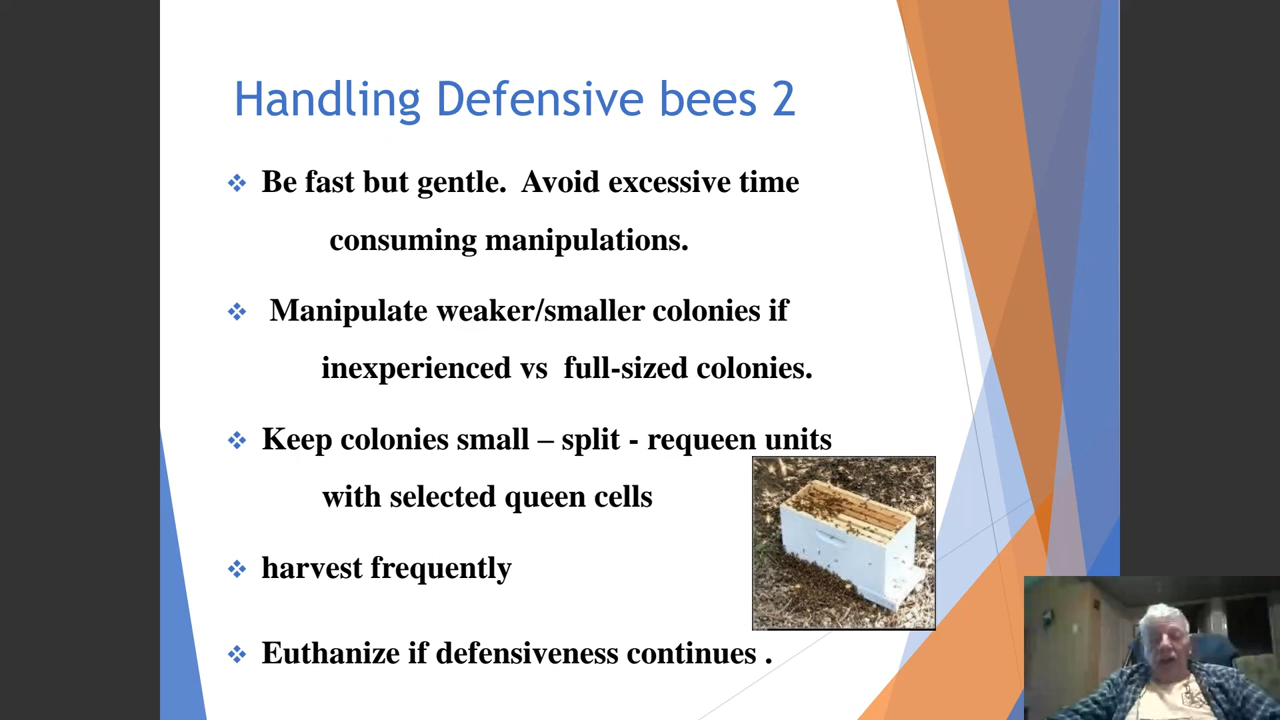 Handling Defensive bees 2
Be fast but gentle. Avoid excessive time
consuming manipulations.
Manipulate weaker/smaller colonies if
inexperienced vs full-sized colonies.
Keep colonies small – split - requeen units
with selected queen cells
harvest frequently
Euthanize if defensiveness continues .